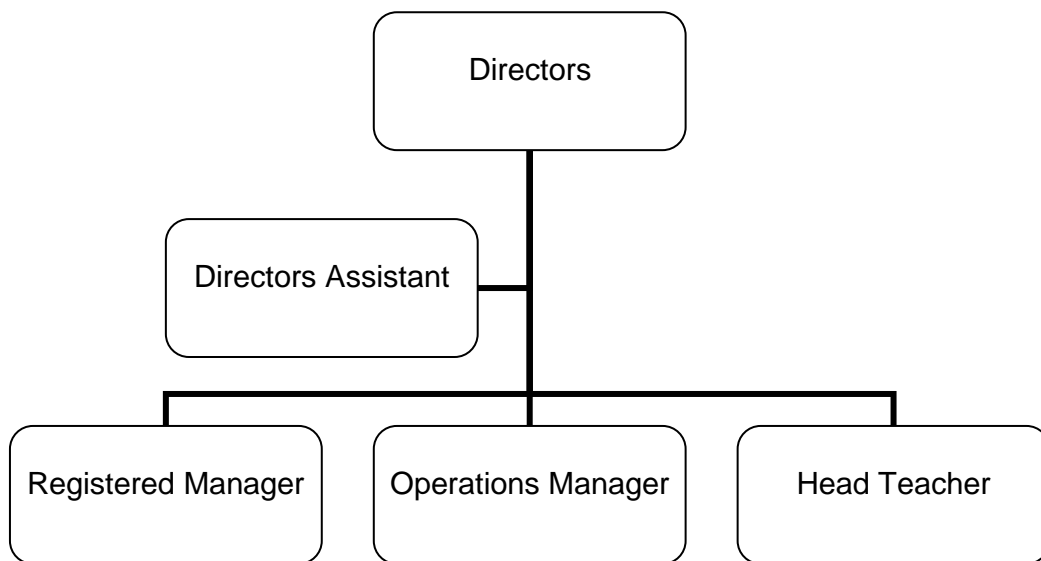 Directors
Directors Assistant
Registered Manager
Operations Manager
Head Teacher